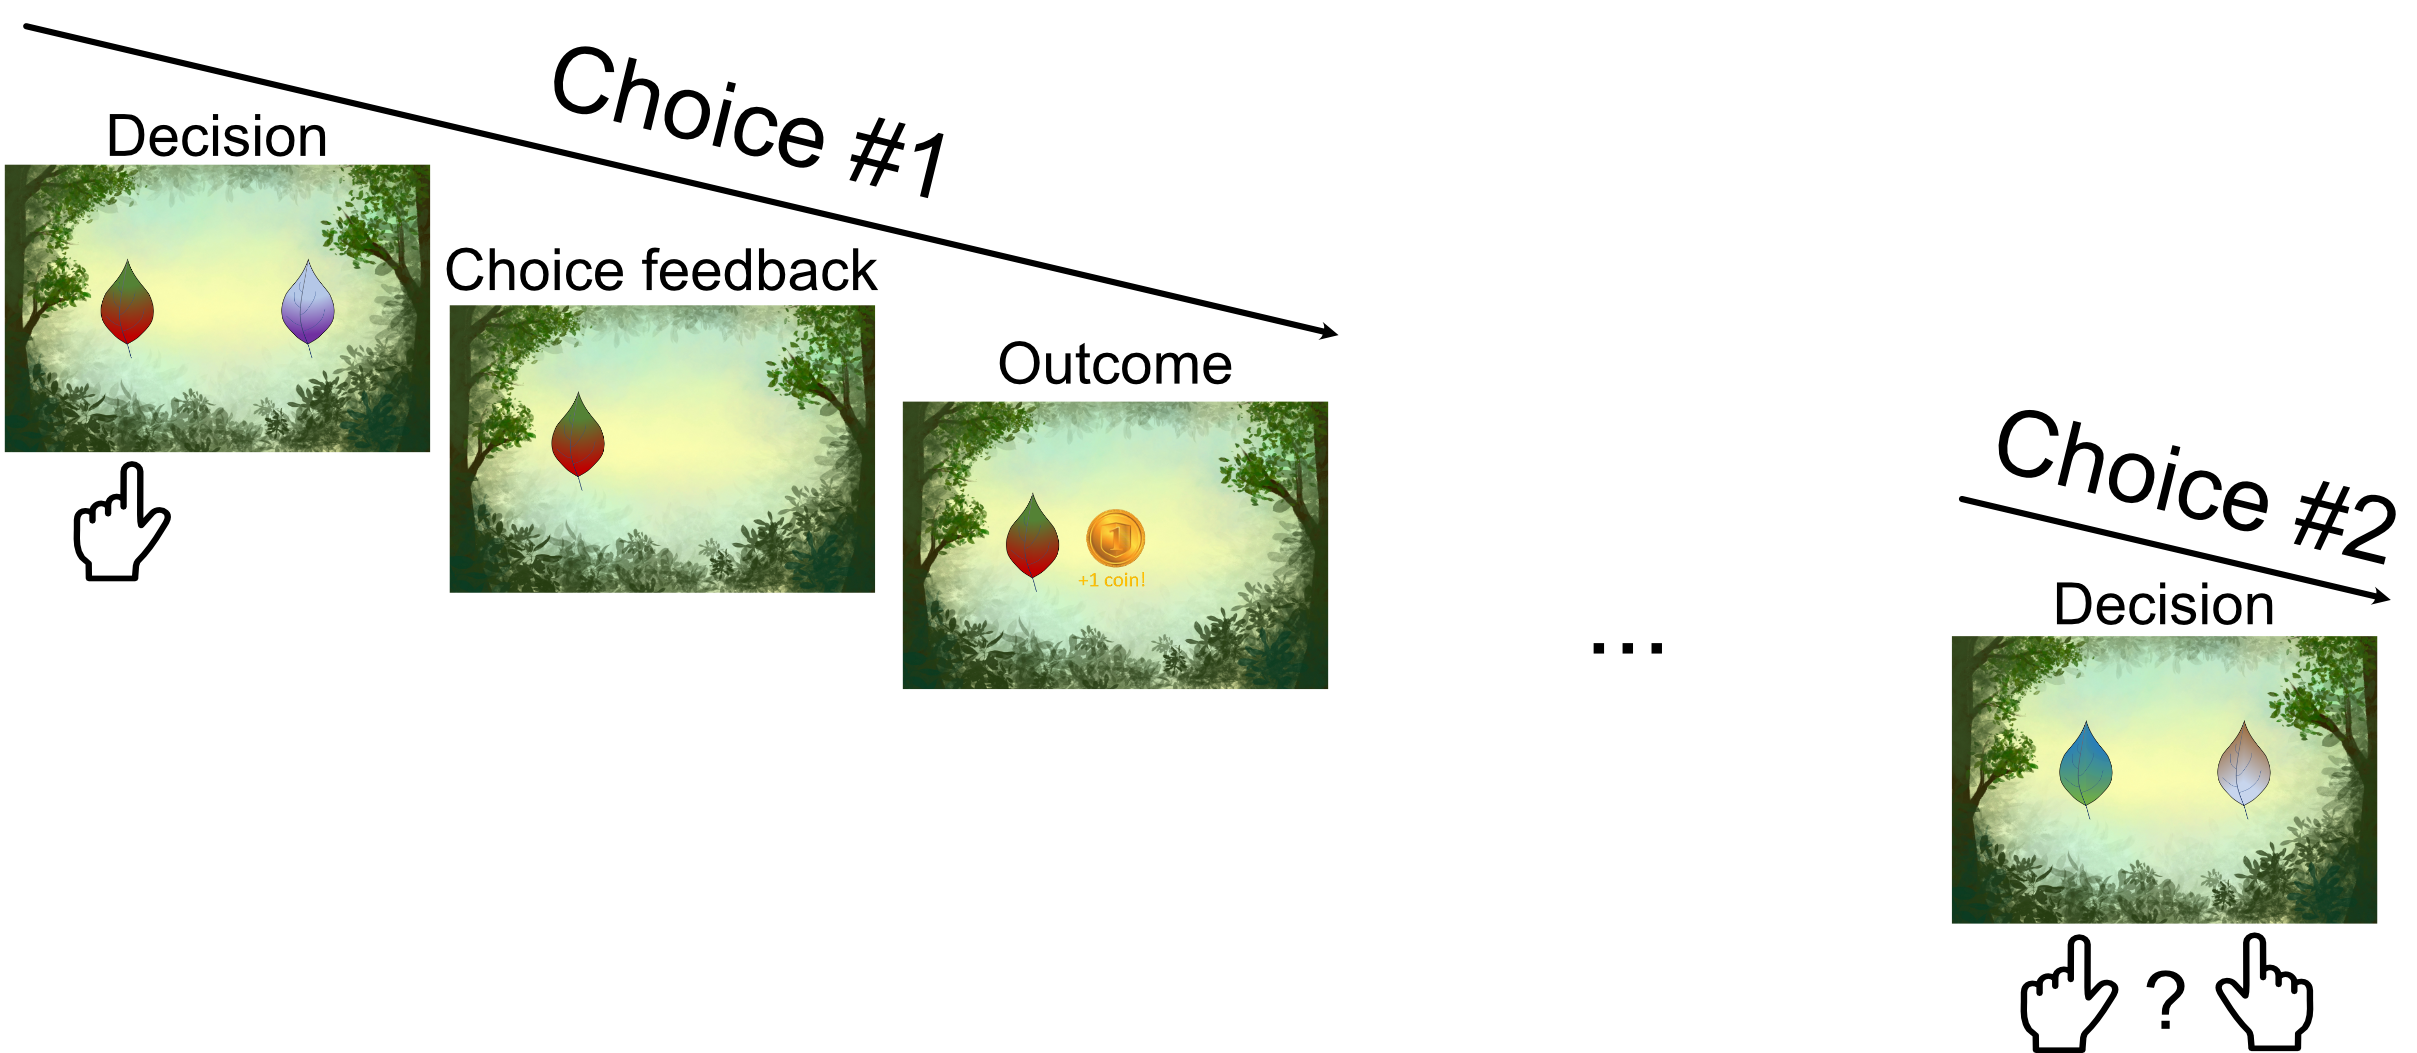 Choice #1
Decision
Choice feedback
Outcome
1
+1 coin!
...
Choice #2
Decision
?